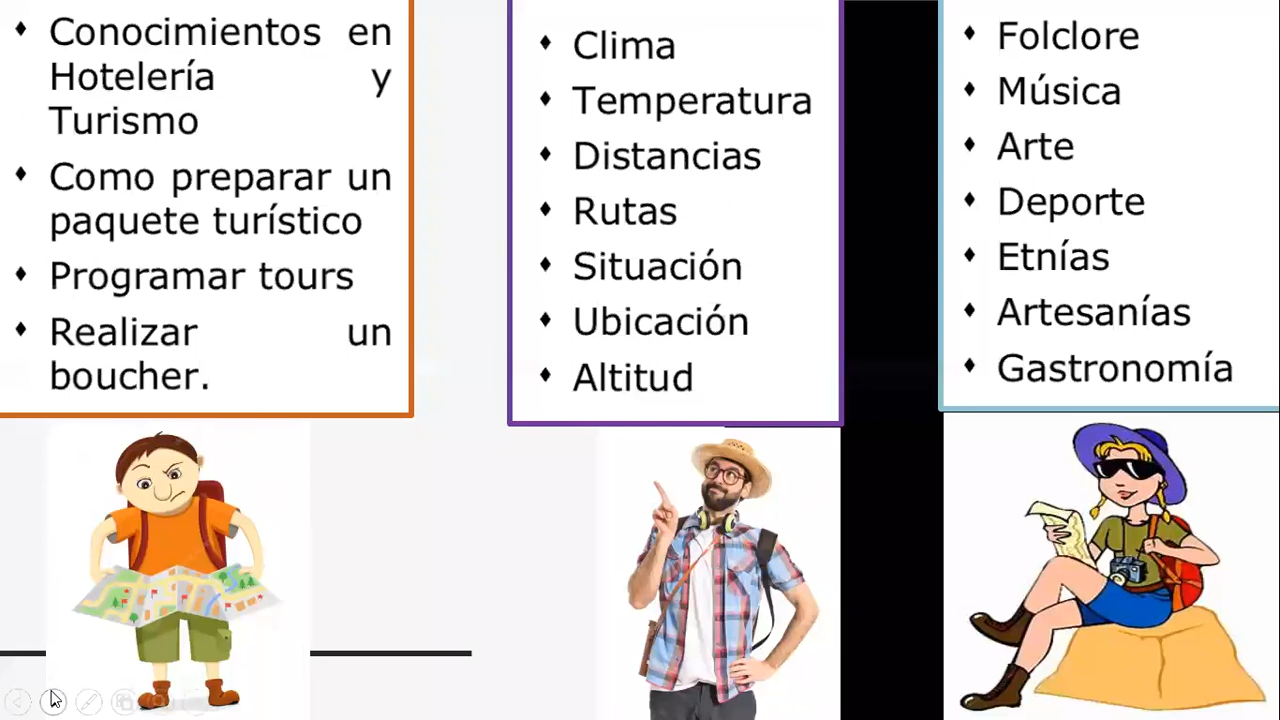 Conocimientos en
Hotelería y
Turismo
Como preparar un
paquete turístico
Programar tours
Realizar un
boucher.
Clima
Temperatura
Distancias
Rutas
Situación
Ubicación
Altitud
Folclore
Música
Arte
Deporte
Etnías
Artesanías
Gastronomía